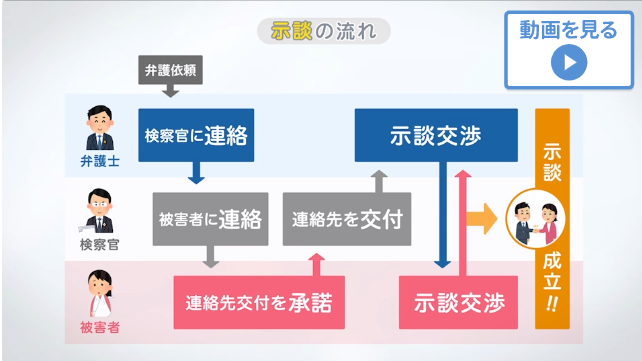 示談の流れ
動画を見る
弁護依頼
弁護士
検察官に連絡
示談交渉
検察官
被害者に連絡
連絡先を交付
被害者
連絡先交付を承諾
示談交渉
示談成立!!